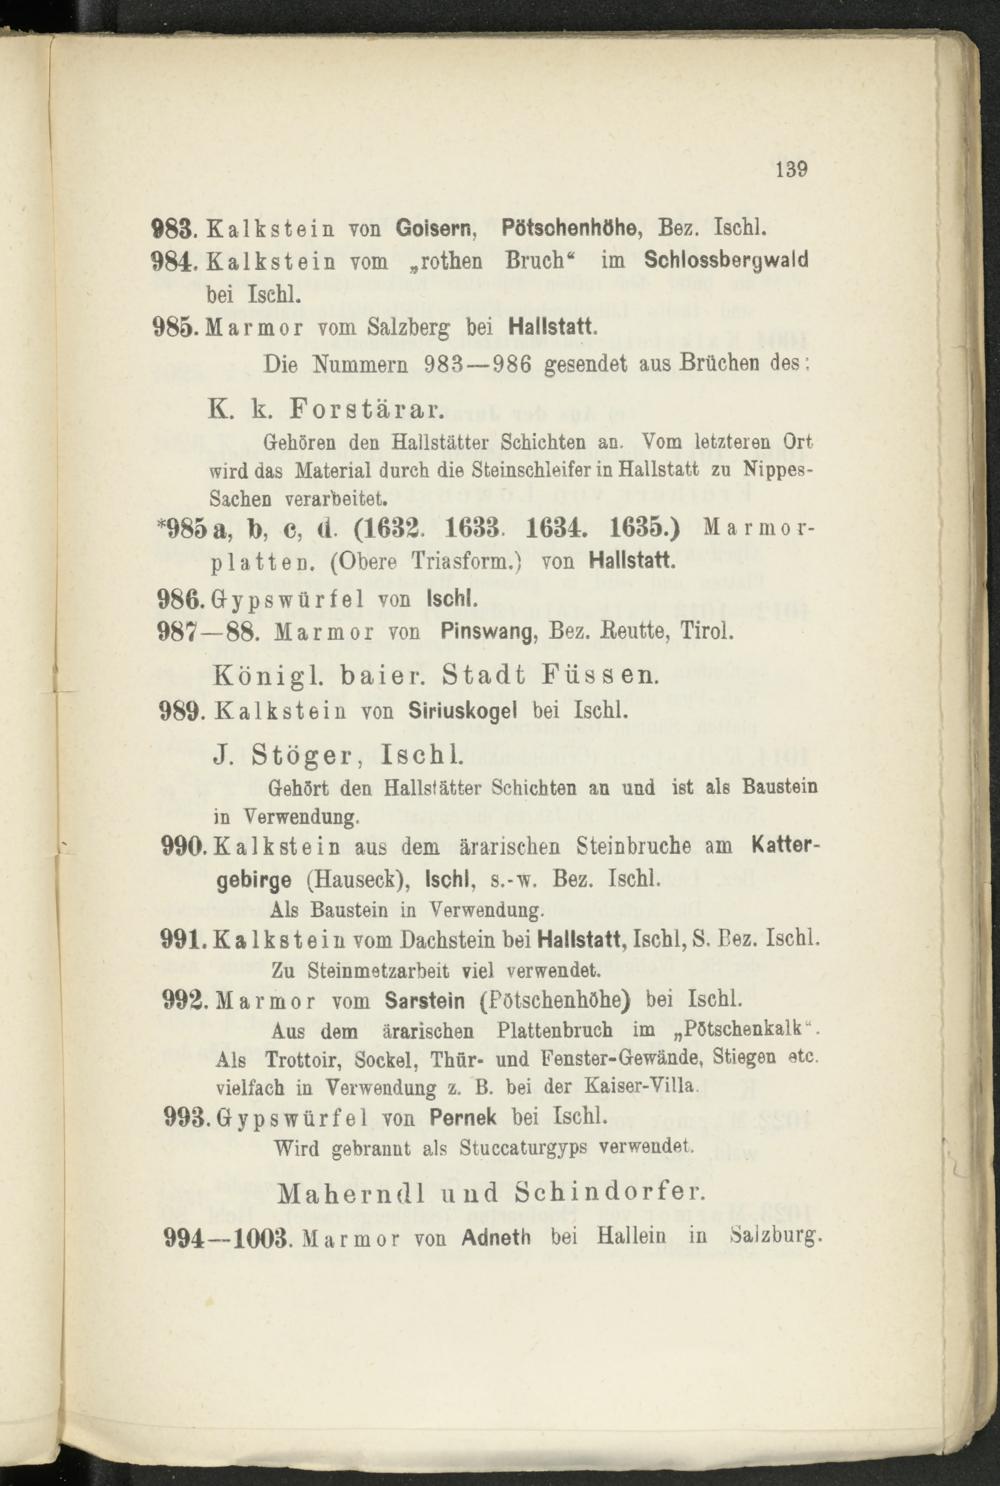 139
983. Kalkstein von Goisern, Pötschenhöhe, Bez. Ischl.
984. Kalkstein vom „rothen Bruch“ im Schlossbergwald
bei Ischl.
985. Marmor vom Salzberg bei Hallstatt.
Die Nummern 983—986 gesendet aus Brüchen des:
K. k. Forstärar.
Gehören den Hallstätter Schichten an. Vom letzteren Ort
wird das Material durch die Steinschleifer in Hallstatt zu Nippes-
Sachen verarbeitet.
*985 a, b, c, d. (1632. 1633. 1634. 1635.) Marmor-
platten. (Obere Triasform.) von Hallstatt.
986. Gypswürfel von Ischl.
987—88. Marmor von Pinswang, Bez. Reutte, Tirol.
Königl. baier. Stadt Füssen.
989. Kalkstein von Siriuskogel bei Ischl.
J. Stöger, Ischl.
Gehört den Hallstätter Schichten an und ist als Baustein
in Verwendung.
990. Kalkstein aus dem ärarischen Steinbruche am Katter-
gebirge (Hauseck), Ischl, s.-w. Bez. Ischl.
Als Baustein in Verwendung.
991. Kalkstein vom Dachstein bei Hallstatt, Ischl, S. Bez. Ischl.
Zu Steinmetzarbeit viel verwendet.
992. Marmor vom Sarstein (Pötschenhöhe) bei Ischl.
Aus dem ärarischen Plattenbruch im „Pötschenkalk“.
Als Trottoir, Sockel, Thür- und Fenster-Gewände, Stiegen etc.
vielfach in Verwendung z. B. bei der Kaiser-Villa.
993. Gypswürfel von Pernek bei Ischl.
Wird gebrannt als Stuccaturgyps verwendet.
Maherndl und Schindorfer.
994—1003. Marmor von Adneth bei Hallein in Salzburg.